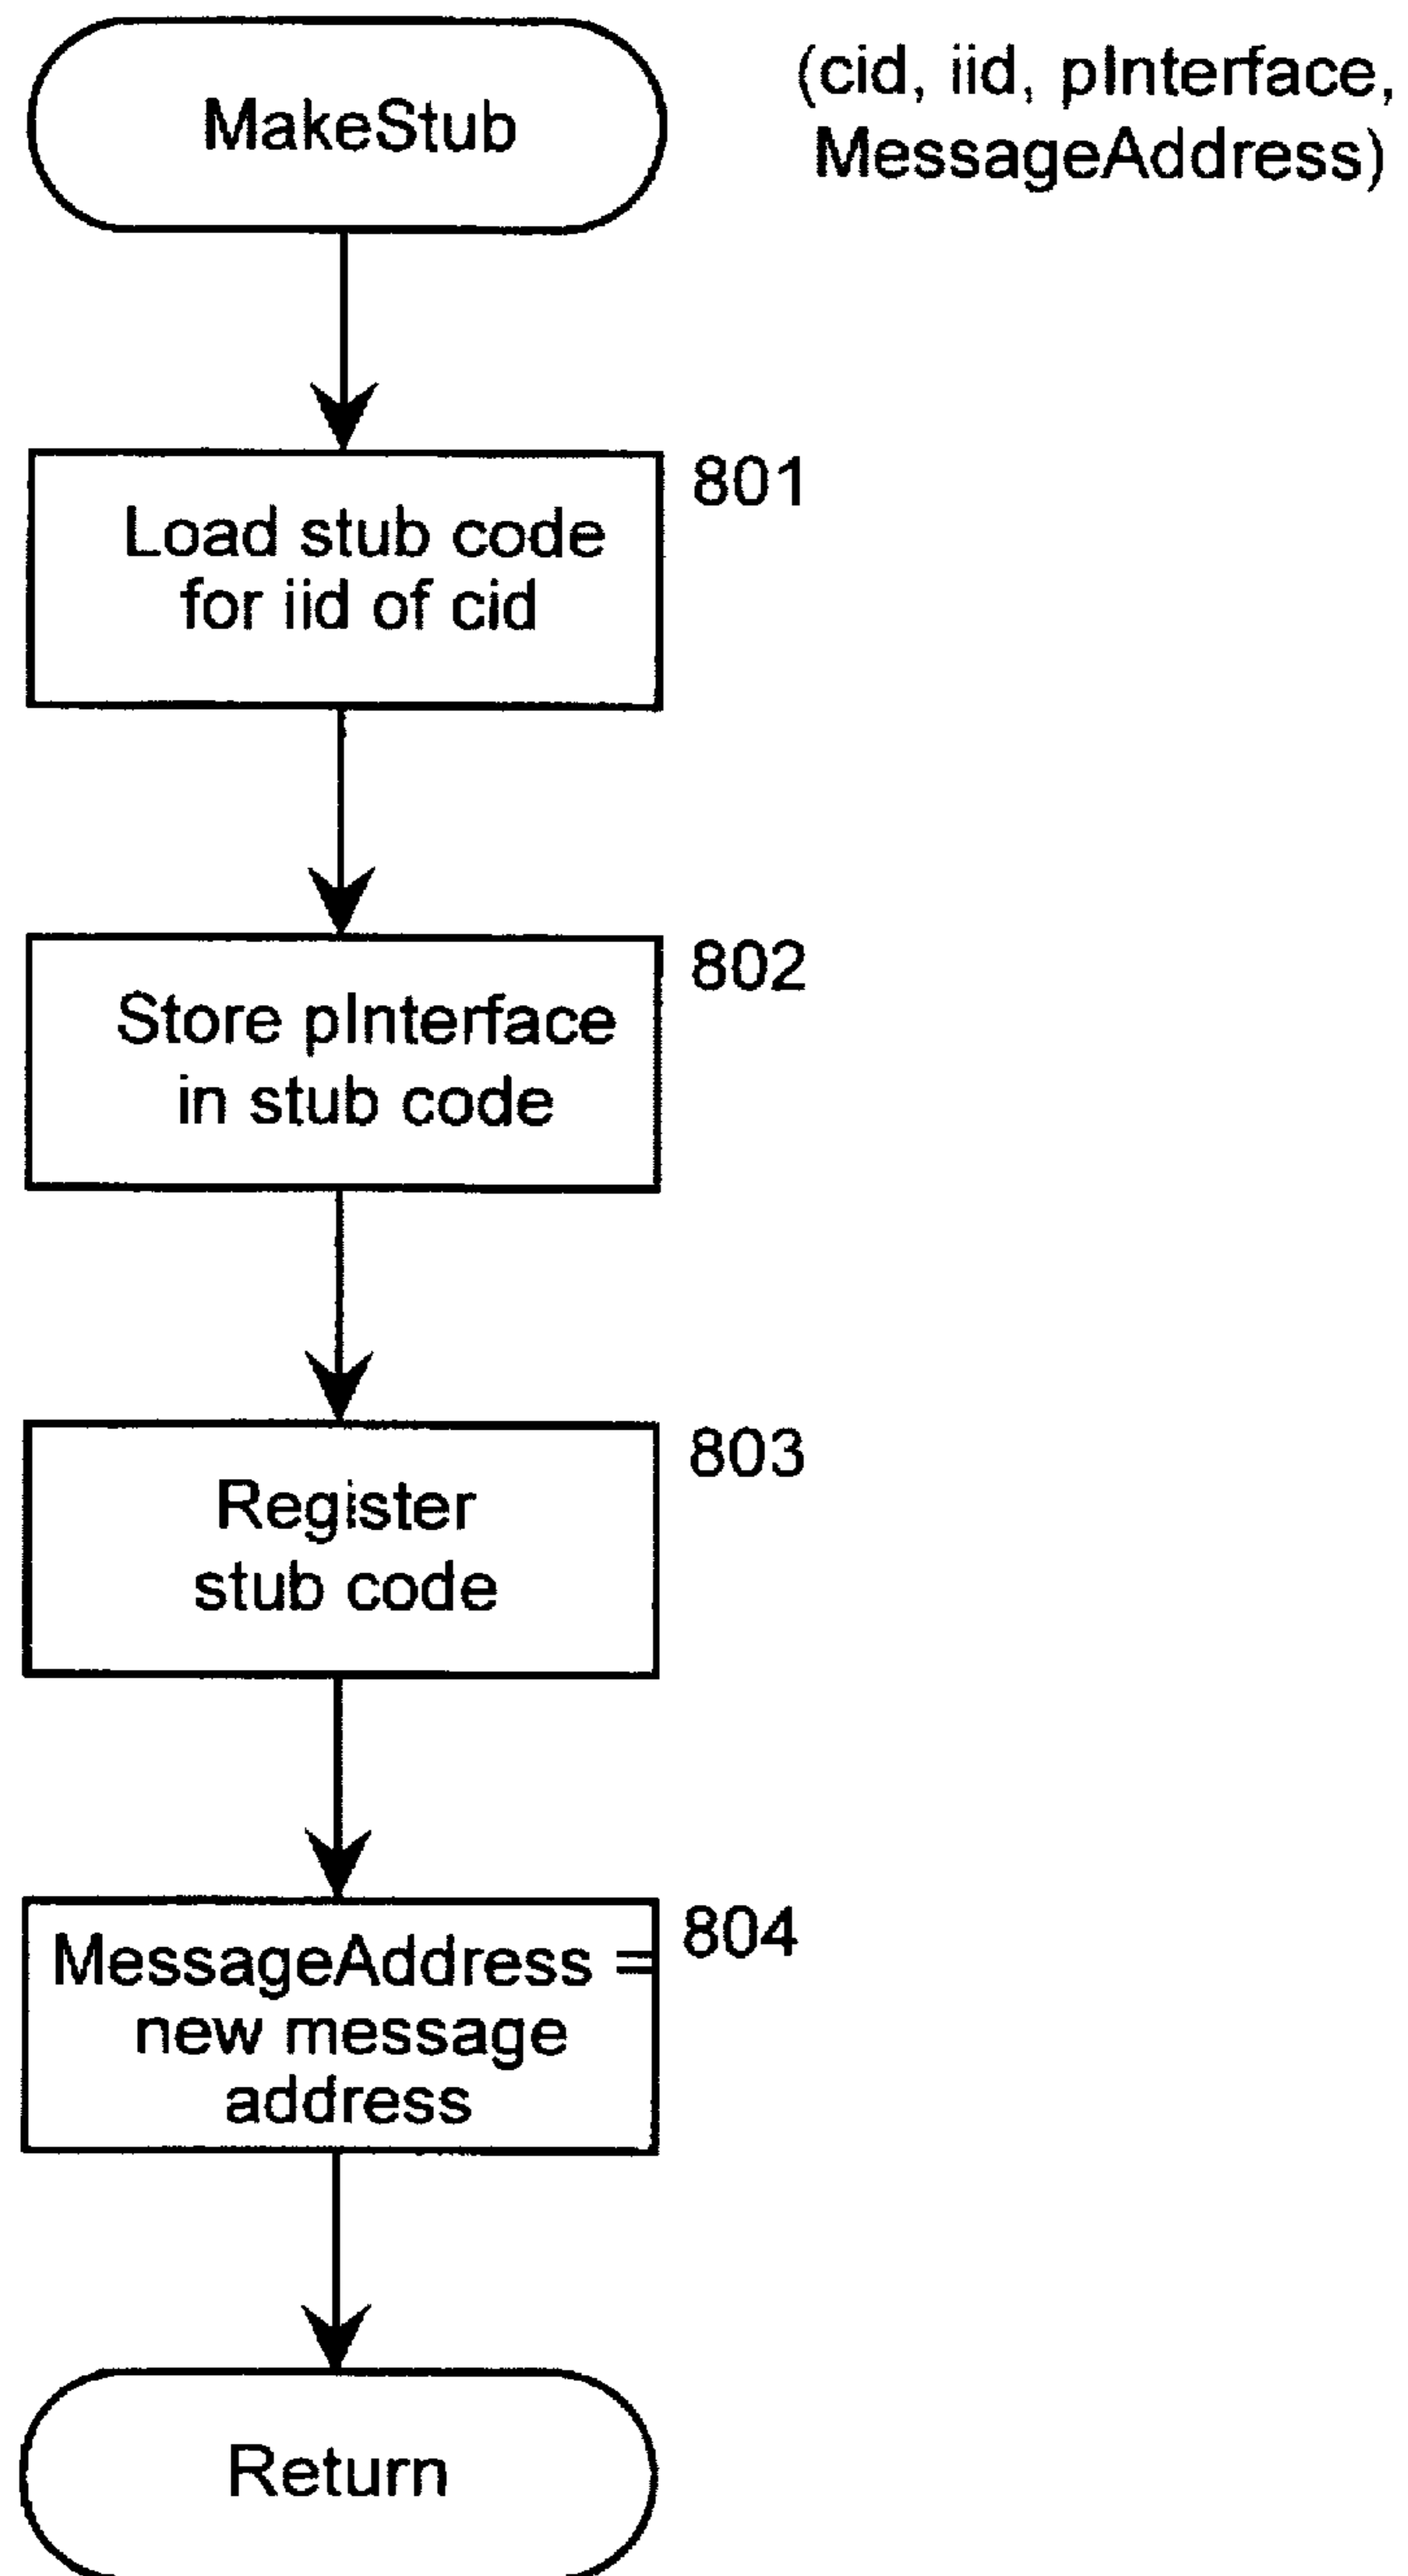 MakeStub
(cid, iid, pInterface,
MessageAddress)
801
Load stub code
for iid of cid
802
Store pInterface
in stub code
803
Register
stub code
804
MessageAddress =
new message
address
Return